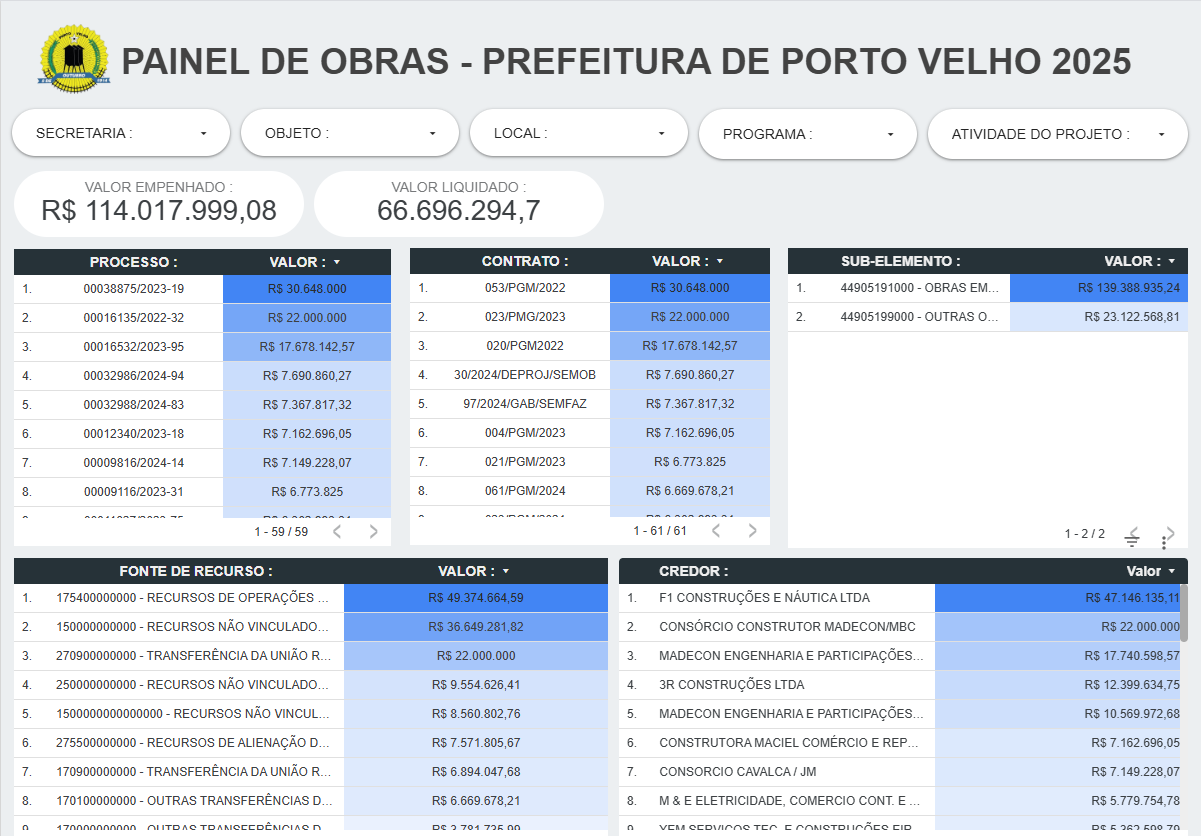 PAINEL DE OBRAS - PREFEITURA DE PORTO VELHO 2025
SECRETARIA :
OBJETO :
LOCAL :
PROGRAMA :
ATIVIDADE DO PROJETO :
VALOR EMPENHADO :
R$ 114.017.999,08
VALOR LIQUIDADO :
66.696.294,7
PROCESSO : VALOR :
1. 00038875/2023-19 R$ 30.648.000
2. 00016135/2022-32 R$ 22.000.000
3. 00016532/2023-95 R$ 17.678.142,57
4. 00032986/2024-94 R$ 7.690.860,27
5. 00032988/2024-83 R$ 7.367.817,32
6. 00012340/2023-18 R$ 7.162.696,05
7. 00009816/2024-14 R$ 7.149.228,07
8. 00009116/2023-31 R$ 6.773.825
1 - 59 / 59
CONTRATO : VALOR :
1. 053/PGM/2022 R$ 30.648.000
2. 023/PMG/2023 R$ 22.000.000
3. 020/PGM2022 R$ 17.678.142,57
4. 30/2024/DEPROJ/SEMOB R$ 7.690.860,27
5. 97/2024/GAB/SEMFAZ R$ 7.367.817,32
6. 004/PGM/2023 R$ 7.162.696,05
7. 021/PGM/2023 R$ 6.773.825
8. 061/PGM/2024 R$ 6.669.678,21
1 - 61 / 61
SUB-ELEMENTO : VALOR :
1. 44905191000 - OBRAS EM... R$ 139.388.935,24
2. 44905199000 - OUTRAS O... R$ 23.122.568,81
1 - 2 / 2
FONTE DE RECURSO : VALOR :
1. 175400000000 - RECURSOS DE OPERAÇÕES ... R$ 49.374.664,59
2. 150000000000 - RECURSOS NÃO VINCULADO... R$ 36.649.281,82
3. 270900000000 - TRANSFERÊNCIA DA UNIÃO R... R$ 22.000.000
4. 250000000000 - RECURSOS NÃO VINCULADO... R$ 9.554.626,41
5. 1500000000000000 - RECURSOS NÃO VINCUL... R$ 8.560.802,76
6. 275500000000 - RECURSOS DE ALIENAÇÃO D... R$ 7.571.805,67
7. 170900000000 - TRANSFERÊNCIA DA UNIÃO R... R$ 6.894.047,68
8. 170100000000 - OUTRAS TRANSFERÊNCIAS D... R$ 6.669.678,21
9. 170000000000 - OUTRAS TRANSFERÊNCIAS D... R$ 3.781.735,99
CREDOR : Valor
1. F1 CONSTRUÇÕES E NÁUTICA LTDA R$ 47.146.135,11
2. CONSÓRCIO CONSTRUTOR MADECON/MBC R$ 22.000.000
3. MADECON ENGENHARIA E PARTICIPAÇÕES... R$ 17.740.598,57
4. 3R CONSTRUÇÕES LTDA R$ 12.399.634,75
5. MADECON ENGENHARIA E PARTICIPAÇÕES... R$ 10.569.972,68
6. CONSTRUTORA MACIEL COMÉRCIO E REP... R$ 7.162.696,05
7. CONSORCIO CAVALCA / JM R$ 7.149.228,07
8. M & E ELETRICIDADE, COMERCIO CONT. E ... R$ 5.779.754,78
9. R$ 5.362.598,79